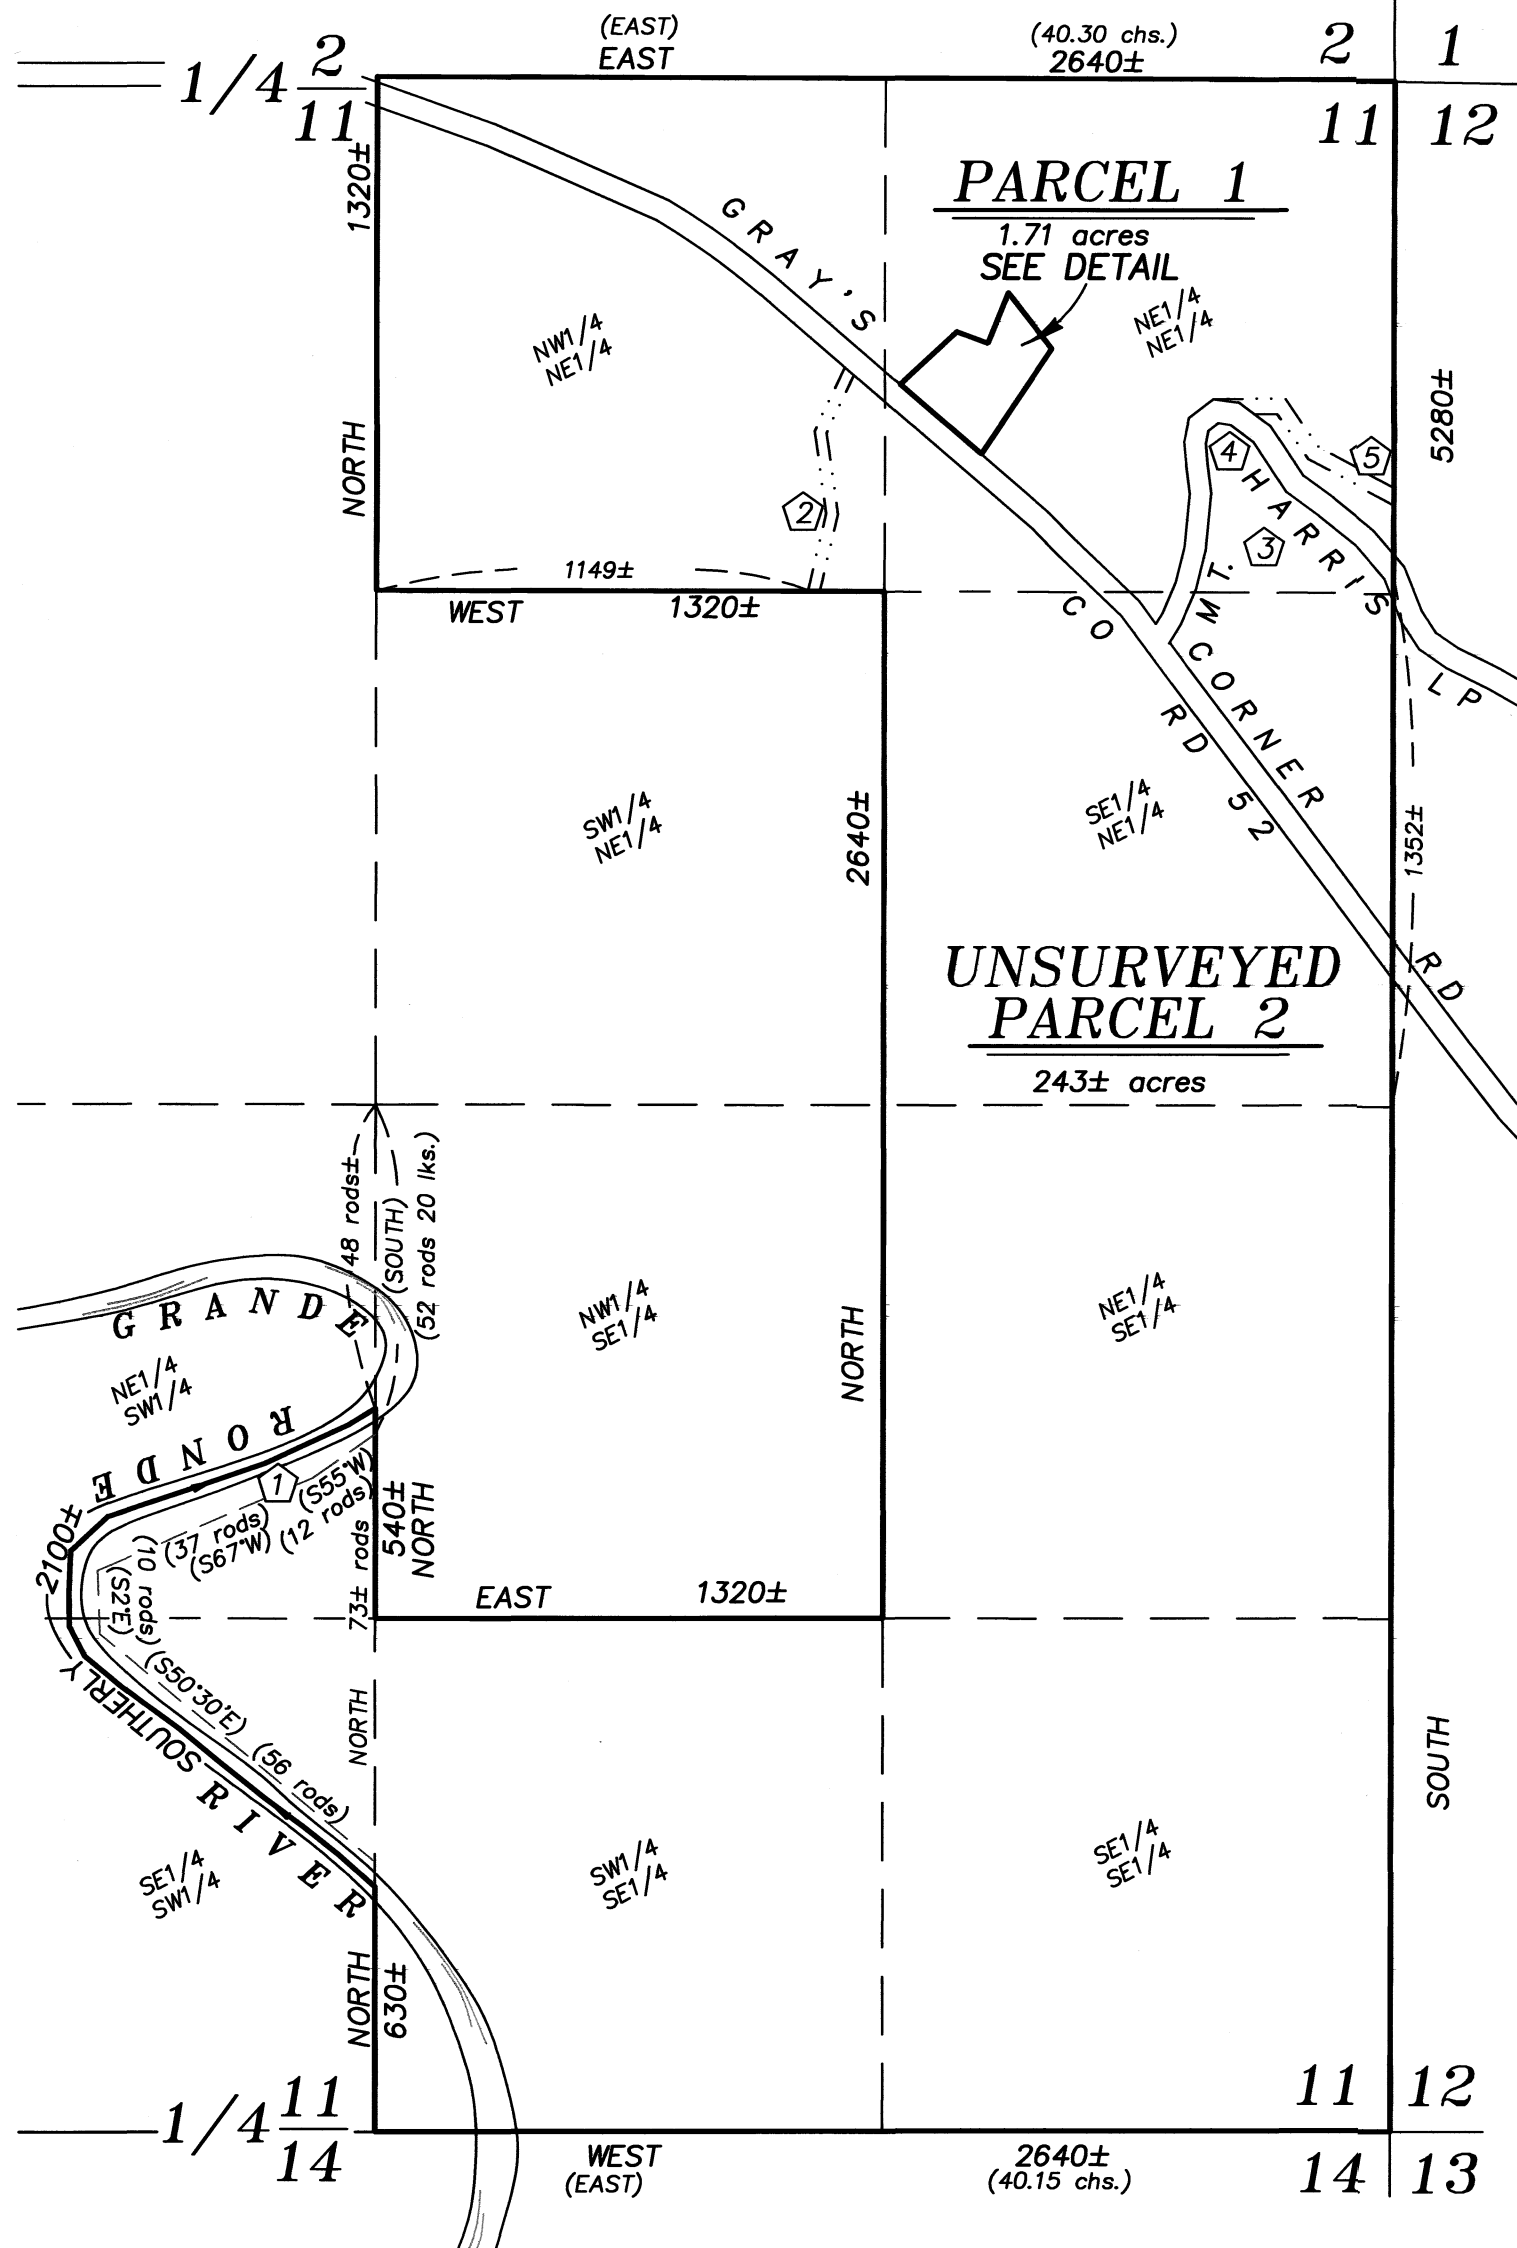 (EAST)
EAST
(40.30 chs.)
2640±
2
1
1/4 2
11
11
12
1320±
NORTH
PARCEL 1
1.71 acres
SEE DETAIL
GRAY'S
NW1/4
NE1/4
NE1/4
NE1/4
5280±
2
4
5
3
1149±
WEST
1320±
MT.
HARRIS
LP
CO RD 52
CORNER
RD
SW1/4
NE1/4
2640±
SE1/4
NE1/4
1352±
UNSURVEYED
PARCEL 2
243± acres
48 rods±
(SOUTH)
(52 rods 20 lks.)
GRANDE
NE1/4
SW1/4
RONDE
NW1/4
SE1/4
NORTH
NE1/4
SE1/4
1
(S55°W)
(12 rods)
(37 rods)
(S67°W)
2100±
SOUTHERLY
(10 rods)
(S2°E)
73± rods
NORTH
540±
NORTH
EAST
1320±
(S50°30'E)
(56 rods)
RIVER
SE1/4
SW1/4
SW1/4
SE1/4
SE1/4
SE1/4
SOUTH
NORTH
630±
1/4 11
14
11
12
WEST
(EAST)
2640±
(40.15 chs.)
14
13